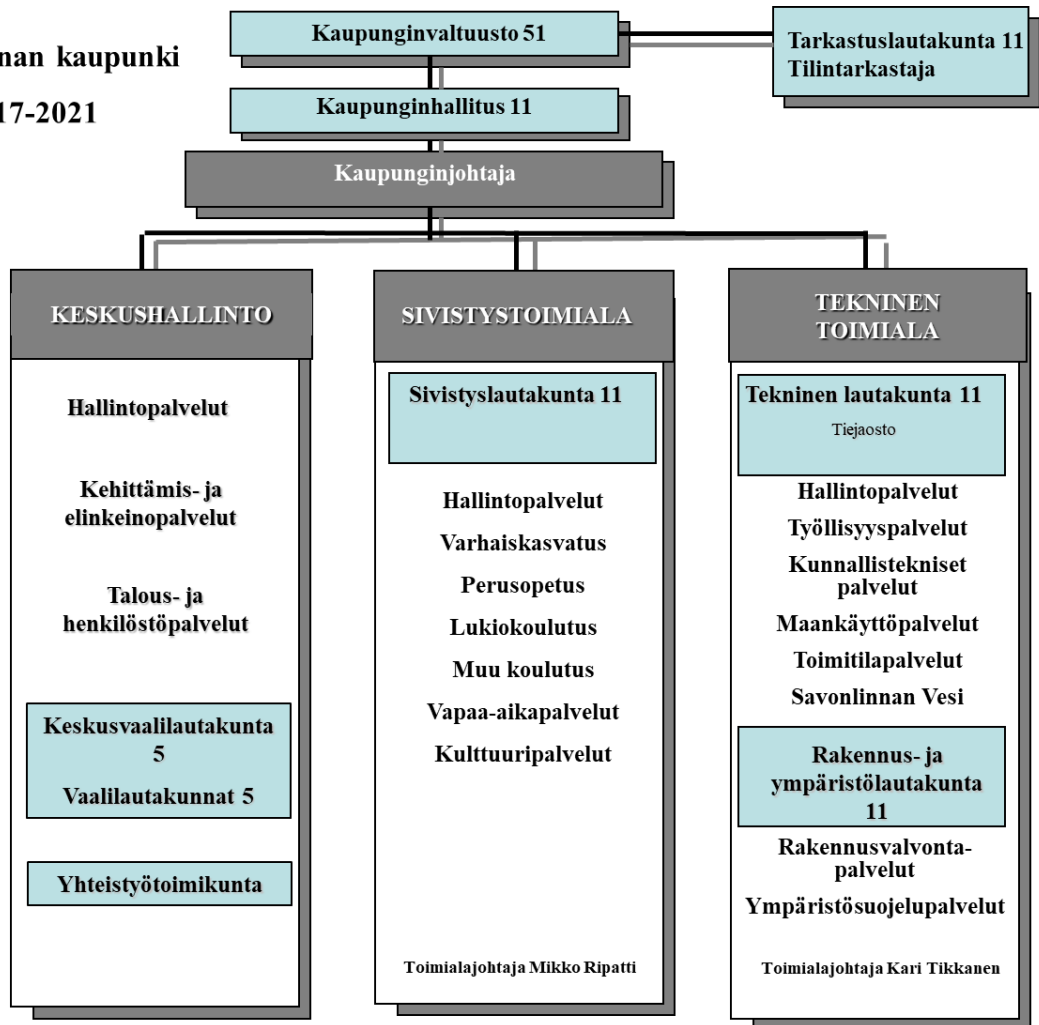 nan kaupunki
17-2021
Kaupunginvaltuusto 51
Tarkastuslautakunta 11
Tilintarkastaja
Kaupunginhallitus 11
Kaupunginjohtaja
KESKUSHALLINTO
Hallintopalvelut
Kehittämis- ja
elinkeinopalvelut
Talous- ja
henkilöstöpalvelut
Keskusvaalilautakunta
5
Vaalilautakunnat 5
Yhteistyötoimikunta
SIVISTYSTOIMIALA
Sivistyslautakunta 11
Hallintopalvelut
Varhaiskasvatus
Perusopetus
Lukiokoulutus
Muu koulutus
Vapaa-aikapalvelut
Kulttuuripalvelut
Toimialajohtaja Mikko Ripatti
TEKNINEN
TOIMIALA
Tekninen lautakunta 11
Tiejaosto
Hallintopalvelut
Työllisyyspalvelut
Kunnallistekniset
palvelut
Maankäyttöpalvelut
Toimitilapalvelut
Savonlinnan Vesi
Rakennus- ja
ympäristölautakunta
11
Rakennusvalvonta-
palvelut
Ympäristösuojelupalvelut
Toimialajohtaja Kari Tikkanen